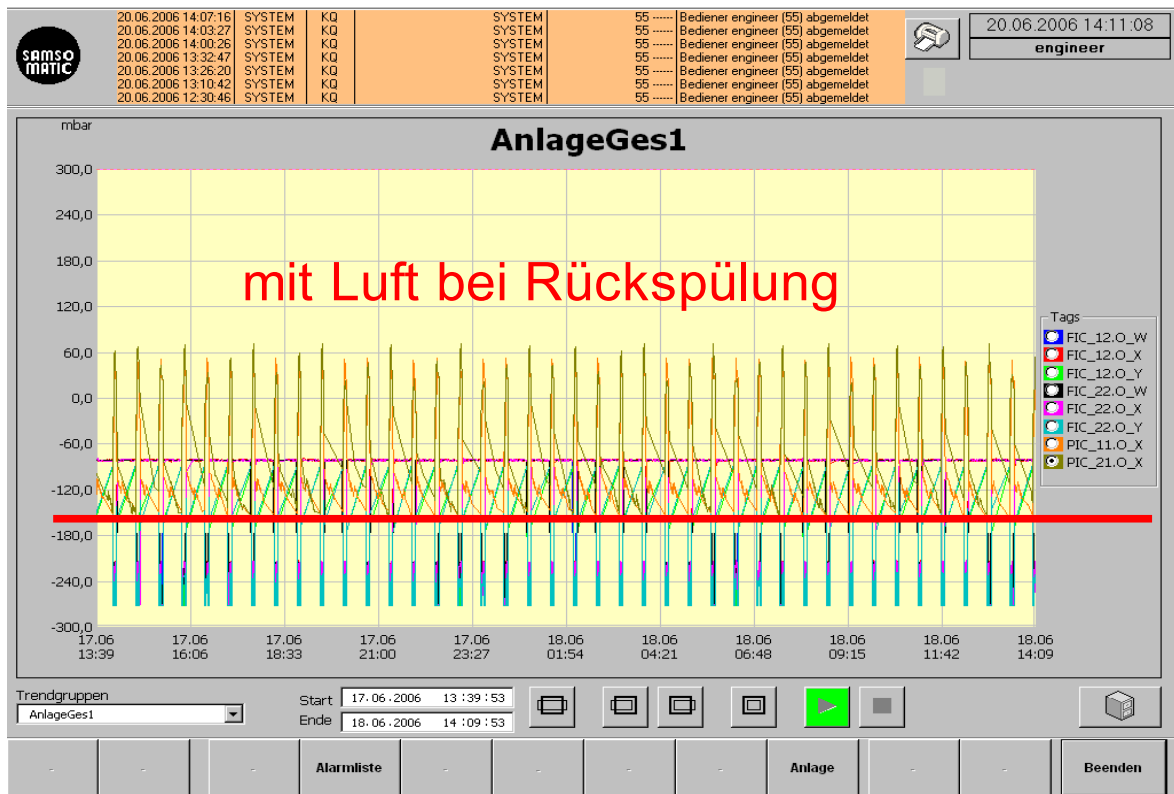 SAMSO
MATIC
20.06.2006 14:07:16 SYSTEM KQ SYSTEM 55 ----- Bediener engineer (55) abgemeldet
20.06.2006 14:03:27 SYSTEM KQ SYSTEM 55 ----- Bediener engineer (55) abgemeldet
20.06.2006 14:00:26 SYSTEM KQ SYSTEM 55 ----- Bediener engineer (55) abgemeldet
20.06.2006 13:32:47 SYSTEM KQ SYSTEM 55 ----- Bediener engineer (55) abgemeldet
20.06.2006 13:26:20 SYSTEM KQ SYSTEM 55 ----- Bediener engineer (55) abgemeldet
20.06.2006 13:10:42 SYSTEM KQ SYSTEM 55 ----- Bediener engineer (55) abgemeldet
20.06.2006 12:30:46 SYSTEM KQ SYSTEM 55 ----- Bediener engineer (55) abgemeldet
20.06.2006 14:11:08
engineer
mbar
AnlageGes1
300,0
240,0
180,0
120,0
60,0
0,0
-60,0
-120,0
-180,0
-240,0
-300,0
mit Luft bei Rückspülung
Tags
FIC_12.O_W
FIC_12.O_X
FIC_12.O_Y
FIC_22.O_W
FIC_22.O_X
FIC_22.O_Y
PIC_11.O_X
PIC_21.O_X
17.06 17.06 17.06 17.06 17.06 18.06 18.06 18.06 18.06 18.06 18.06
13:39 16:06 18:33 21:00 23:27 01:54 04:21 06:48 09:15 11:42 14:09
Trendgruppen
AnlageGes1
Start 17.06.2006 13:39:53
Ende 18.06.2006 14:09:53
- - - Alarmliste - - - - Anlage - - Beenden